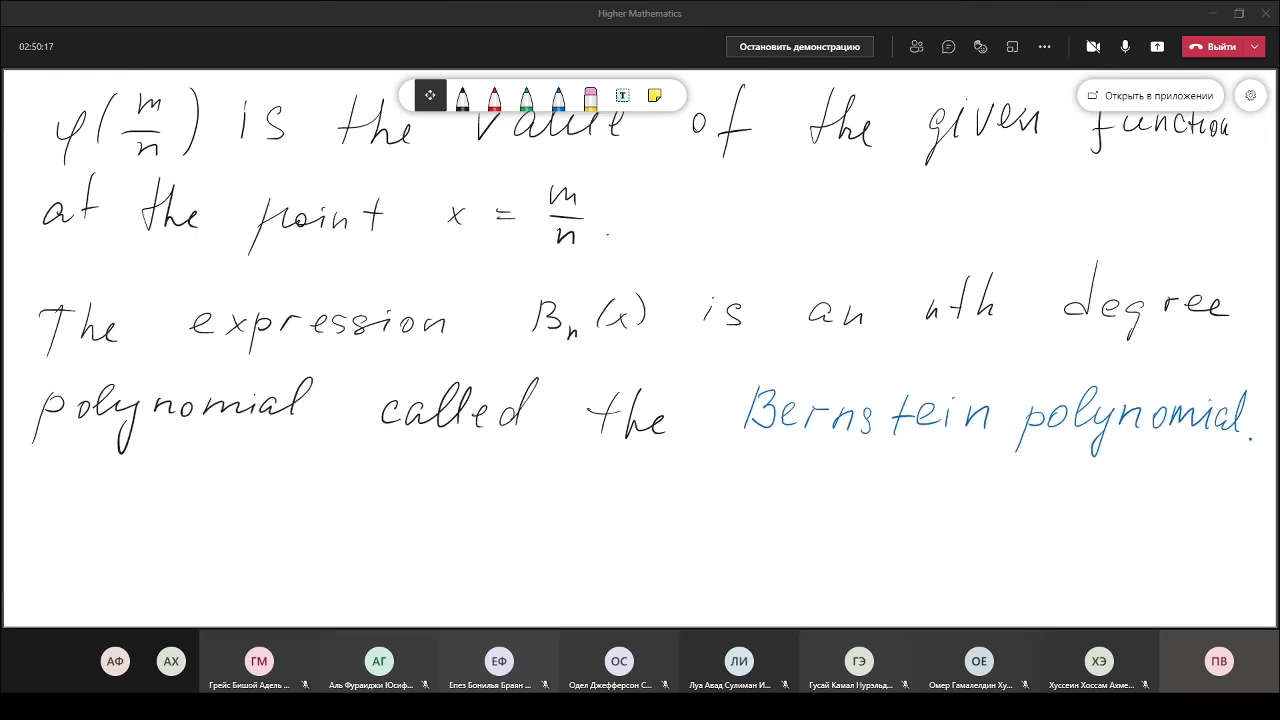 Higher Mathematics
02:50:17
Остановить демонстрацию
Выйти
Открыть в приложении
φ(m/n) is the value of the given function
at the point x = m/n.
The expression Bn(x) is an nth degree
polynomial called the Bernstein polynomial.
АФ АХ ГМ АГ ЕФ ОС ЛИ ГЭ ОЕ ХЭ ПВ
Грейс Бишой Адель ... Аль Фураиджи Юсиф... Епез Бонилья Браян ... Одел Джефферсон С... Луа Авад Сулиман И... Гусай Камал Нурэльд... Омер Гамалелдин Ху... Хуссеин Хоссам Ахме...